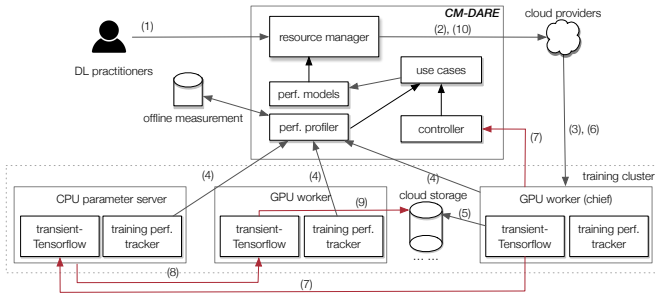 CM-DARE
cloud providers
(1)
resource manager
(2), (10)
DL practitioners
use cases
perf. models
offline measurement
perf. profiler
controller
(7)
(3), (6)
(4)
(4)
(4)
training cluster
CPU parameter server
GPU worker
cloud storage
GPU worker (chief)
(9)
(5)
transient-
Tensorflow
training perf.
tracker
transient-
Tensorflow
training perf.
tracker
transient-
Tensorflow
training perf.
tracker
... ...
(8)
(7)